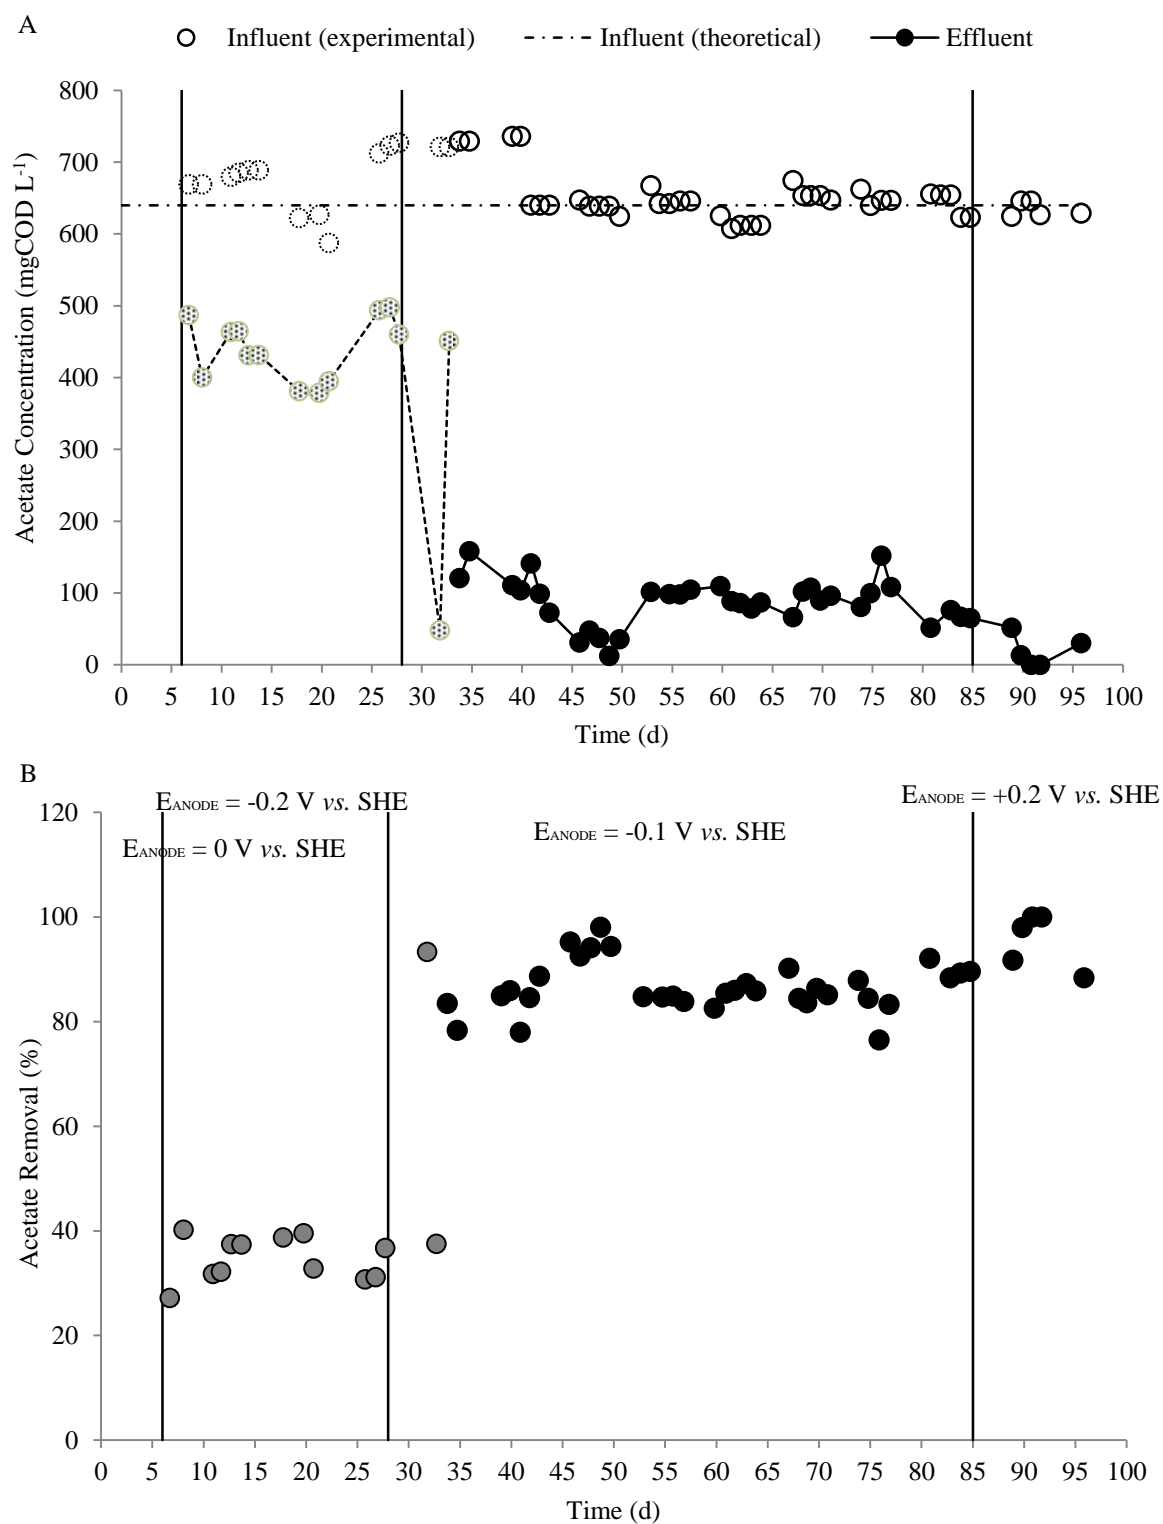 A
Influent (experimental) Influent (theoretical) Effluent
800
700
600
500
400
300
200
100
0
Acetate Concentration (mgCOD L-1)
0 5 10 15 20 25 30 35 40 45 50 55 60 65 70 75 80 85 90 95 100
Time (d)
B
EANODE = -0.2 V vs. SHE
EANODE = +0.2 V vs. SHE
EANODE = -0.1 V vs. SHE
EANODE = 0 V vs. SHE
120
100
80
60
40
20
0
Acetate Removal (%)
0 5 10 15 20 25 30 35 40 45 50 55 60 65 70 75 80 85 90 95 100
Time (d)